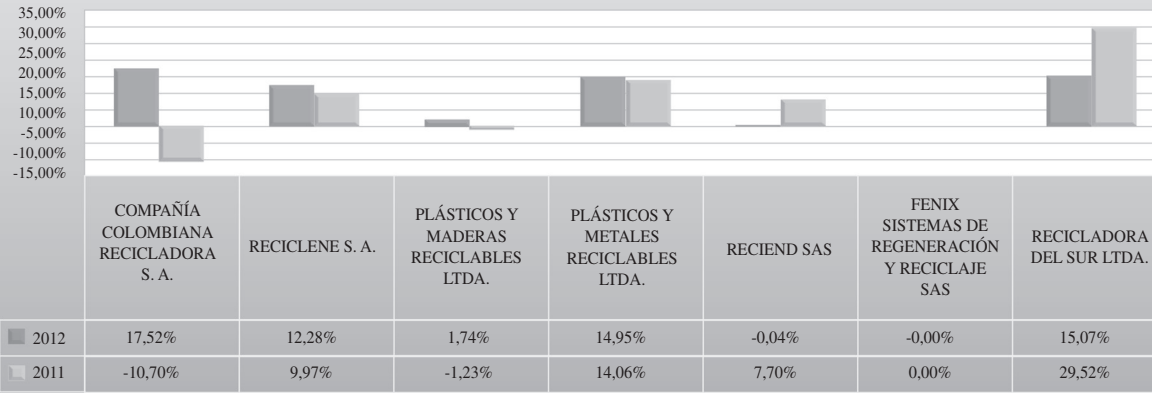 35,00%
30,00%
25,00%
20,00%
15,00%
10,00%
-5,00%
-10,00%
-15,00%
COMPAÑÍA
COLOMBIANA
RECICLADORA
S. A.
RECICLENE S. A.
PLÁSTICOS Y
MADERAS
RECICLABLES
LTDA.
PLÁSTICOS Y
METALES
RECICLABLES
LTDA.
RECIEND SAS
FENIX
SISTEMAS DE
REGENERACIÓN
Y RECICLAJE
SAS
RECICLADORA
DEL SUR LTDA.
2012 17,52% 12,28% 1,74% 14,95% -0,04% -0,00% 15,07%
2011 -10,70% 9,97% -1,23% 14,06% 7,70% 0,00% 29,52%